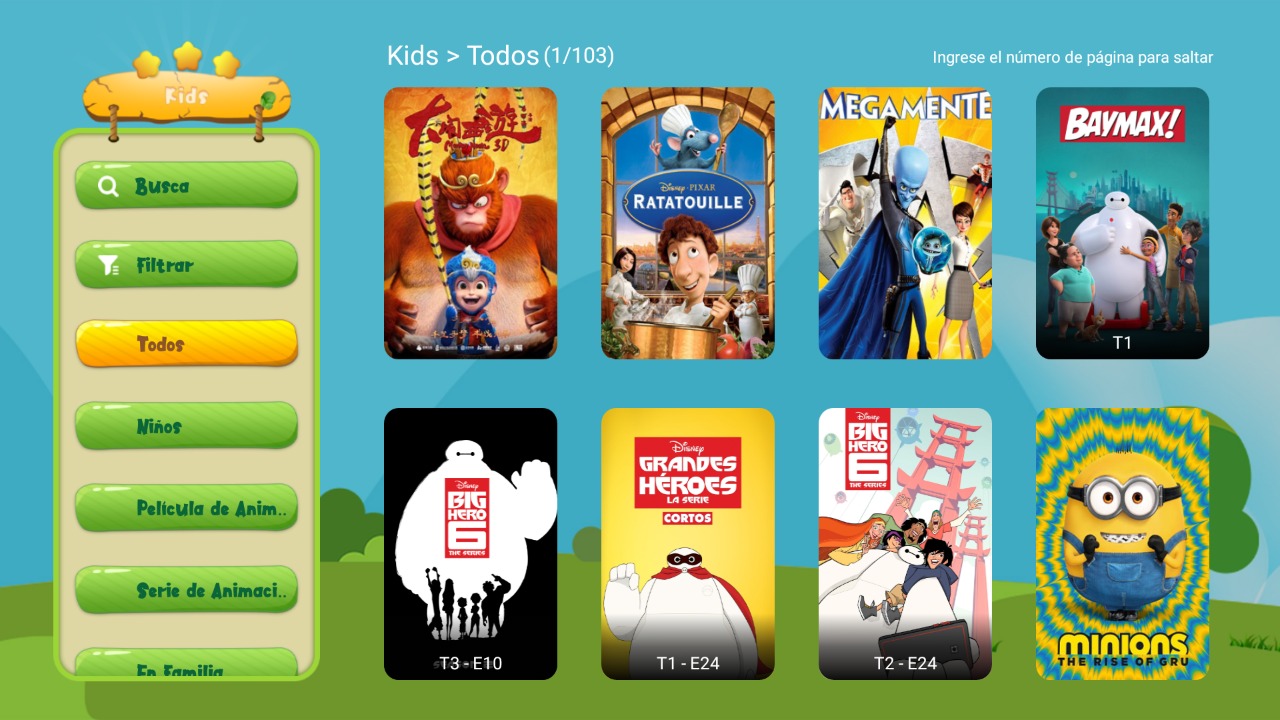 Kids
Busca
Filtrar
Todos
Niños
Película de Anim..
Serie de Animaci..
En Familia
Kids > Todos (1/103)
Ingrese el número de página para saltar
大闹西游
3D
Disney · PIXAR
RATATOUILLE
MEGAMENTE
BAYMAX!
T1
Disney
BIG
HERO
6
THE SERIES
T3 - E10
Disney
GRANDES
HÉROES
LA SERIE
CORTOS
T1 - E24
Disney
BIG
HERO
6
THE SERIES
T2 - E24
MINIONS
THE RISE OF GRU